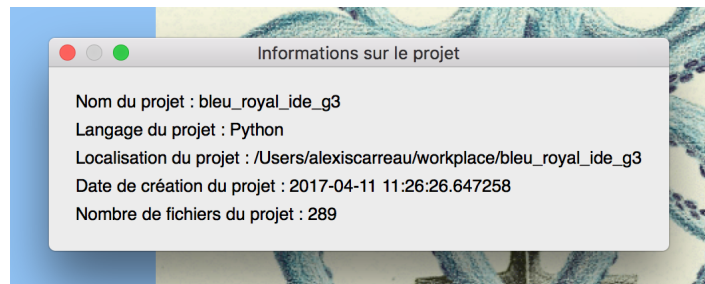 Informations sur le projet
Nom du projet : bleu_royal_ide_g3
Langage du projet : Python
Localisation du projet : /Users/alexiscarreau/workplace/bleu_royal_ide_g3
Date de création du projet : 2017-04-11 11:26:26.647258
Nombre de fichiers du projet : 289